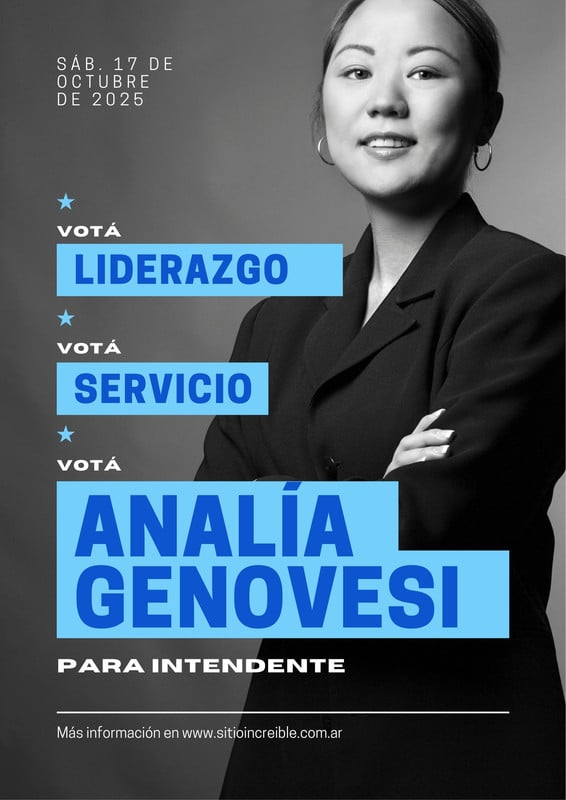 SÁB. 17 DE
OCTUBRE
DE 2025
VOTÁ
LIDERAZGO
VOTÁ
SERVICIO
VOTÁ
ANALÍA
GENOVESI
PARA INTENDENTE
Más información en www.sitioincreible.com.ar